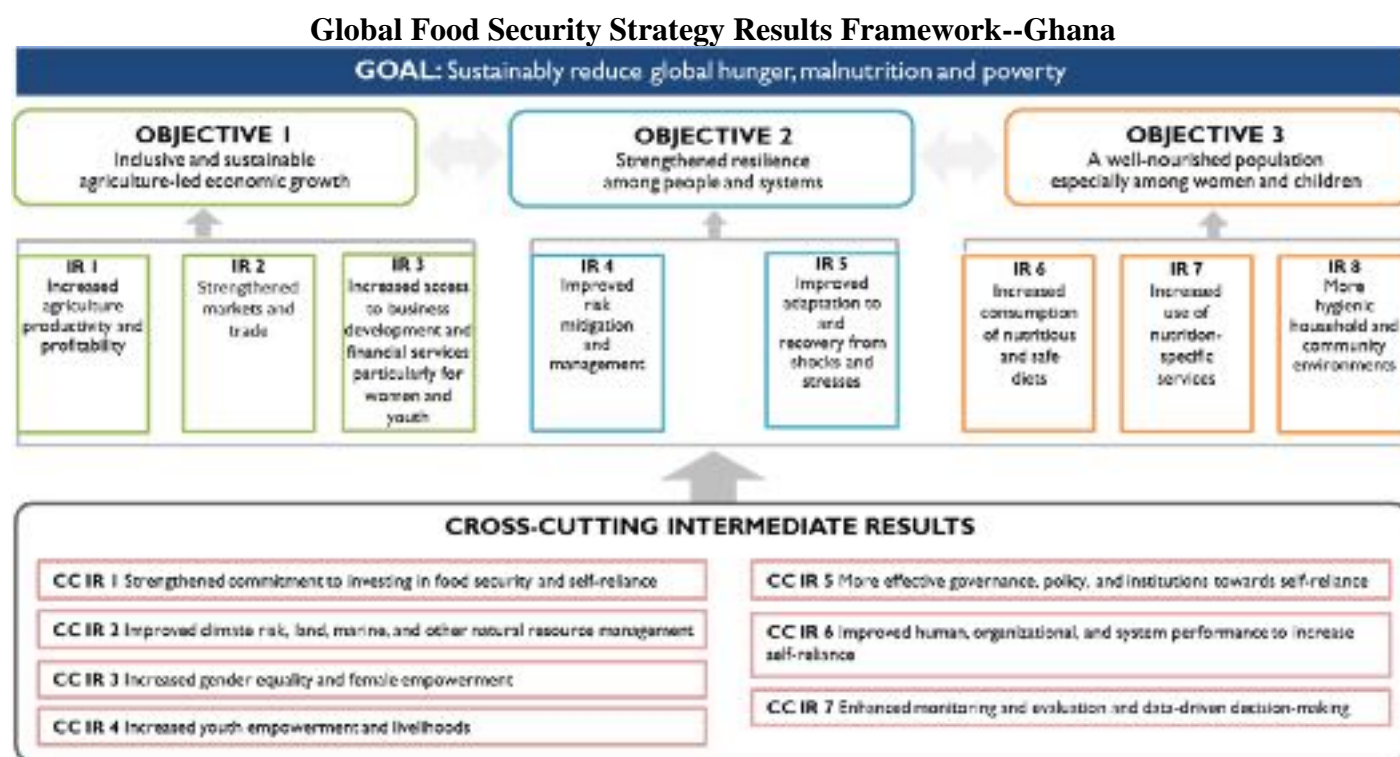 Global Food Security Strategy Results Framework--Ghana
GOAL: Sustainably reduce global hunger, malnutrition and poverty
OBJECTIVE 1
Inclusive and sustainable
agriculture-led economic growth
OBJECTIVE 2
Strengthened resilience
among people and systems
OBJECTIVE 3
A well-nourished population
especially among women and children
IR 1
Increased
agriculture
productivity and
profitability
IR 2
Strengthened
markets and
trade
IR 3
Increased access
to business
development and
financial services
particularly for
women and
youth
IR 4
Improved
risk
mitigation
and
management
IR 5
Improved
adaptation to
and
recovery from
shocks and
stresses
IR 6
Increased
consumption
of nutritious
and safe
diets
IR 7
Increased
use of
nutrition-
specific
services
IR 8
More
hygienic
household and
community
environments
CROSS-CUTTING INTERMEDIATE RESULTS
CC IR 1 Strengthened commitment to investing in food security and self-reliance
CC IR 2 Improved climate risk, land, marine, and other natural resource management
CC IR 3 Increased gender equality and female empowerment
CC IR 4 Increased youth empowerment and livelihoods
CC IR 5 More effective governance, policy, and institutions towards self-reliance
CC IR 6 Improved human, organizational, and system performance to increase
self-reliance
CC IR 7 Enhanced monitoring and evaluation and data-driven decision-making